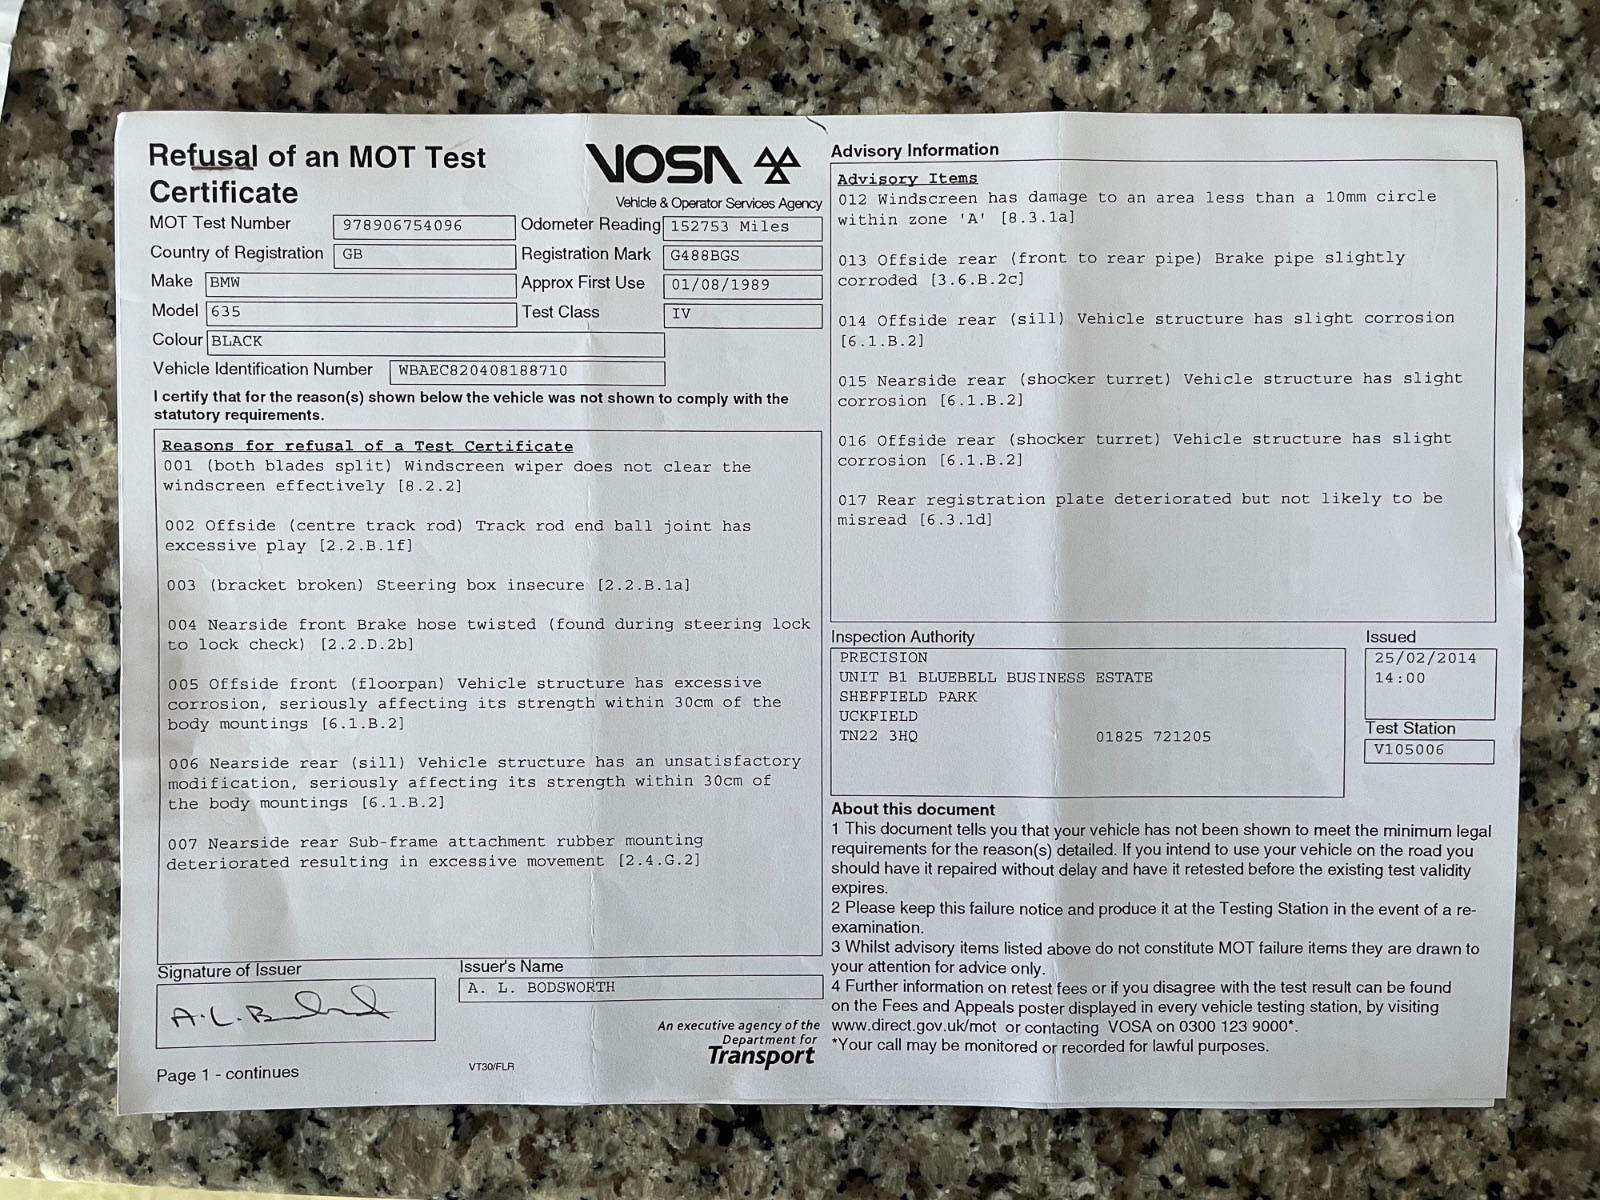 Refusal of an MOT Test
Certificate
VOSA
Vehicle & Operator Services Agency
MOT Test Number 978906754096 Odometer Reading 152753 Miles
Country of Registration GB Registration Mark G488BGS
Make BMW Approx First Use 01/08/1989
Model 635 Test Class IV
Colour BLACK
Vehicle Identification Number WBAEC820408188710
I certify that for the reason(s) shown below the vehicle was not shown to comply with the
statutory requirements.
Reasons for refusal of a Test Certificate
001 (both blades split) Windscreen wiper does not clear the
windscreen effectively [8.2.2]
002 Offside (centre track rod) Track rod end ball joint has
excessive play [2.2.B.1f]
003 (bracket broken) Steering box insecure [2.2.B.1a]
004 Nearside front Brake hose twisted (found during steering lock
to lock check) [2.2.D.2b]
005 Offside front (floorpan) Vehicle structure has excessive
corrosion, seriously affecting its strength within 30cm of the
body mountings [6.1.B.2]
006 Nearside rear (sill) Vehicle structure has an unsatisfactory
modification, seriously affecting its strength within 30cm of
the body mountings [6.1.B.2]
007 Nearside rear Sub-frame attachment rubber mounting
deteriorated resulting in excessive movement [2.4.G.2]
Signature of Issuer
A.L.B
Issuer's Name
A. L. BODSWORTH
An executive agency of the
Department for
Transport
Page 1 - continues
VT30/FLR
Advisory Information
Advisory Items
012 Windscreen has damage to an area less than a 10mm circle
within zone 'A' [8.3.1a]
013 Offside rear (front to rear pipe) Brake pipe slightly
corroded [3.6.B.2c]
014 Offside rear (sill) Vehicle structure has slight corrosion
[6.1.B.2]
015 Nearside rear (shocker turret) Vehicle structure has slight
corrosion [6.1.B.2]
016 Offside rear (shocker turret) Vehicle structure has slight
corrosion [6.1.B.2]
017 Rear registration plate deteriorated but not likely to be
misread [6.3.1d]
Inspection Authority
PRECISION
UNIT B1 BLUEBELL BUSINESS ESTATE
SHEFFIELD PARK
UCKFIELD
TN22 3HQ 01825 721205
Issued
25/02/2014
14:00
Test Station
V105006
About this document
1 This document tells you that your vehicle has not been shown to meet the minimum legal
requirements for the reason(s) detailed. If you intend to use your vehicle on the road you
should have it repaired without delay and have it retested before the existing test validity
expires.
2 Please keep this failure notice and produce it at the Testing Station in the event of a re-
examination.
3 Whilst advisory items listed above do not constitute MOT failure items they are drawn to
your attention for advice only.
4 Further information on retest fees or if you disagree with the test result can be found
on the Fees and Appeals poster displayed in every vehicle testing station, by visiting
www.direct.gov.uk/mot or contacting VOSA on 0300 123 9000*.
*Your call may be monitored or recorded for lawful purposes.